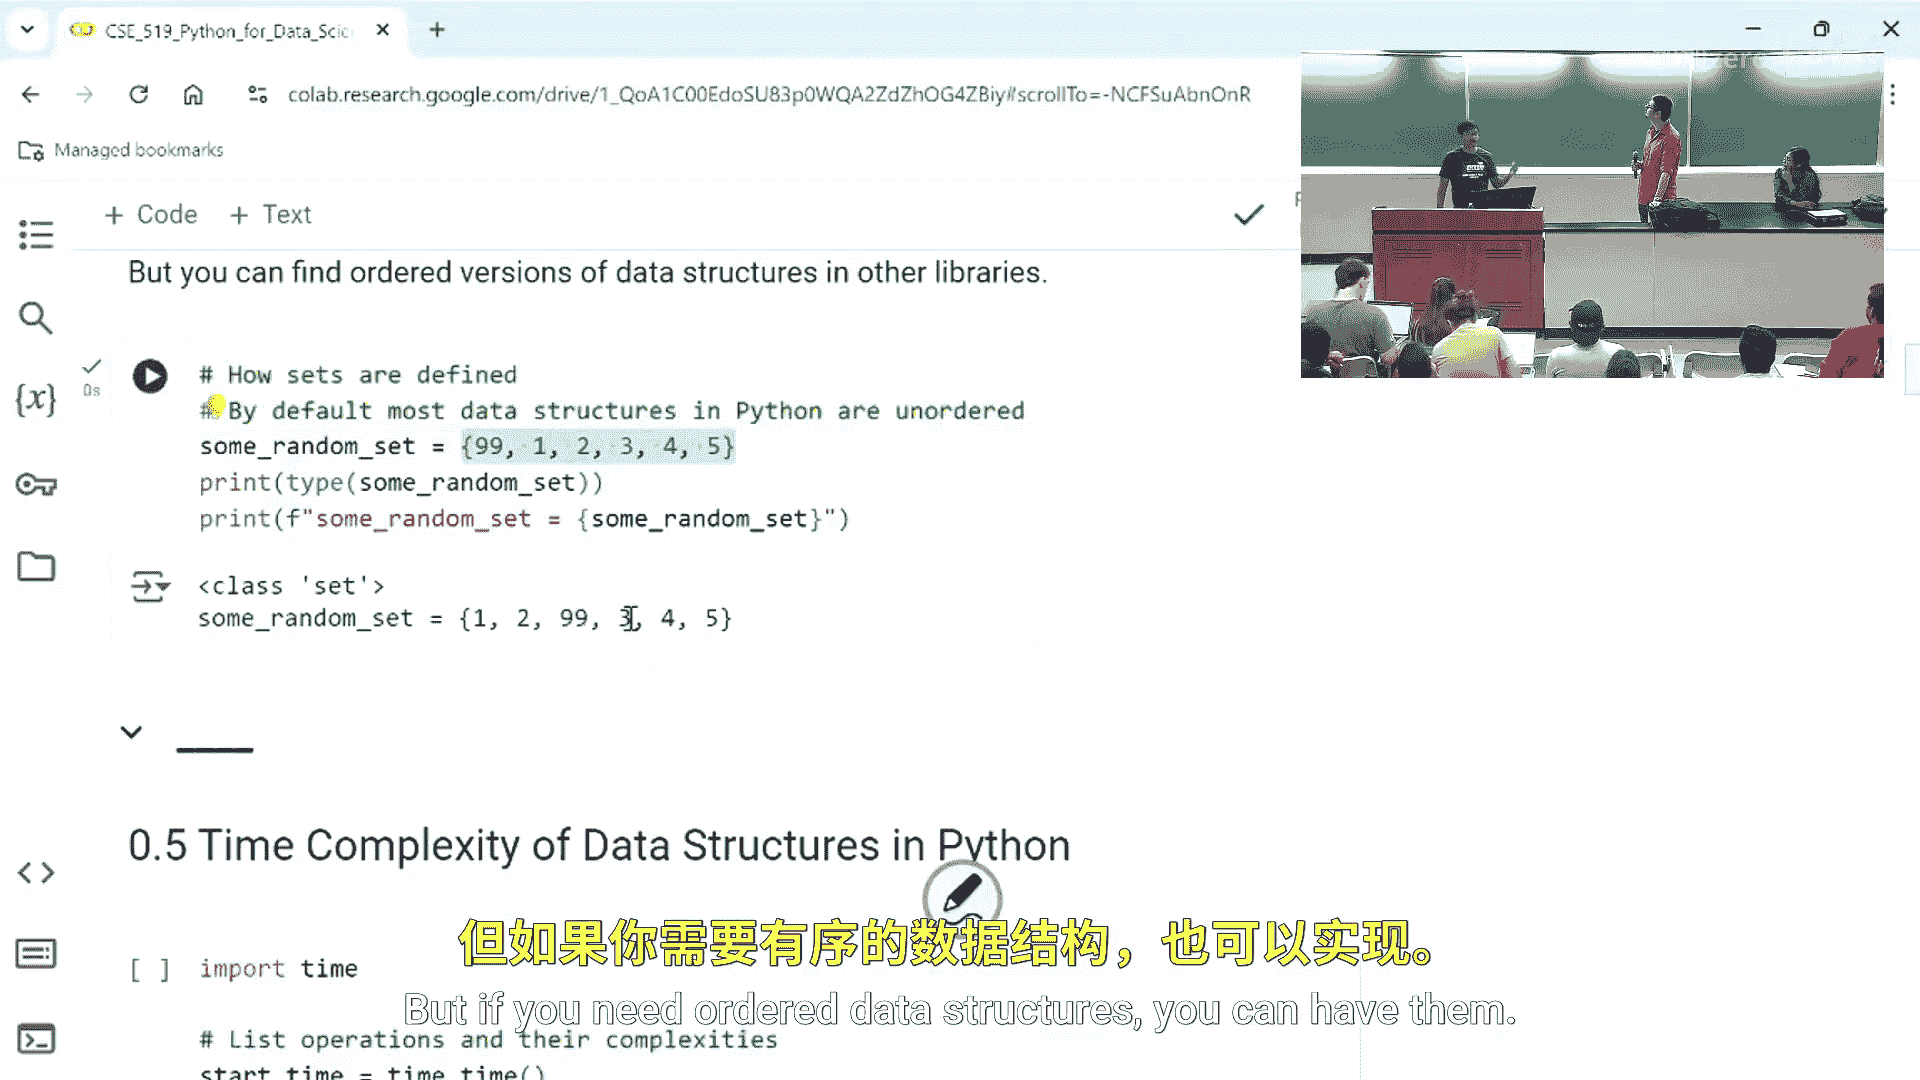 CSE_519_Python_for_Data_Scie
colab.research.google.com/drive/1_QoA1C00EdoSU83p0WQA2ZdZhOG4ZBiy#scrollTo=-NCFSuAbnOnR
Managed bookmarks
+ Code + Text
But you can find ordered versions of data structures in other libraries.
0s
# How sets are defined
# By default most data structures in Python are unordered
some_random_set = {99, 1, 2, 3, 4, 5}
print(type(some_random_set))
print(f"some_random_set = {some_random_set}")
<class 'set'>
some_random_set = {1, 2, 99, 3, 4, 5}
0.5 Time Complexity of Data Structures in Python
但如果你需要有序的数据结构，也可以实现。
[ ] import time
But if you need ordered data structures, you can have them.
# List operations and their complexities
start_time = time.time()